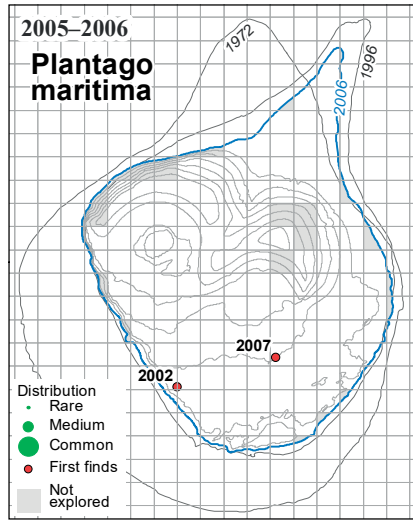 2005–2006
Plantago
maritima
1972
1996
2006
2007
2002
Distribution
Rare
Medium
Common
First finds
Not
explored